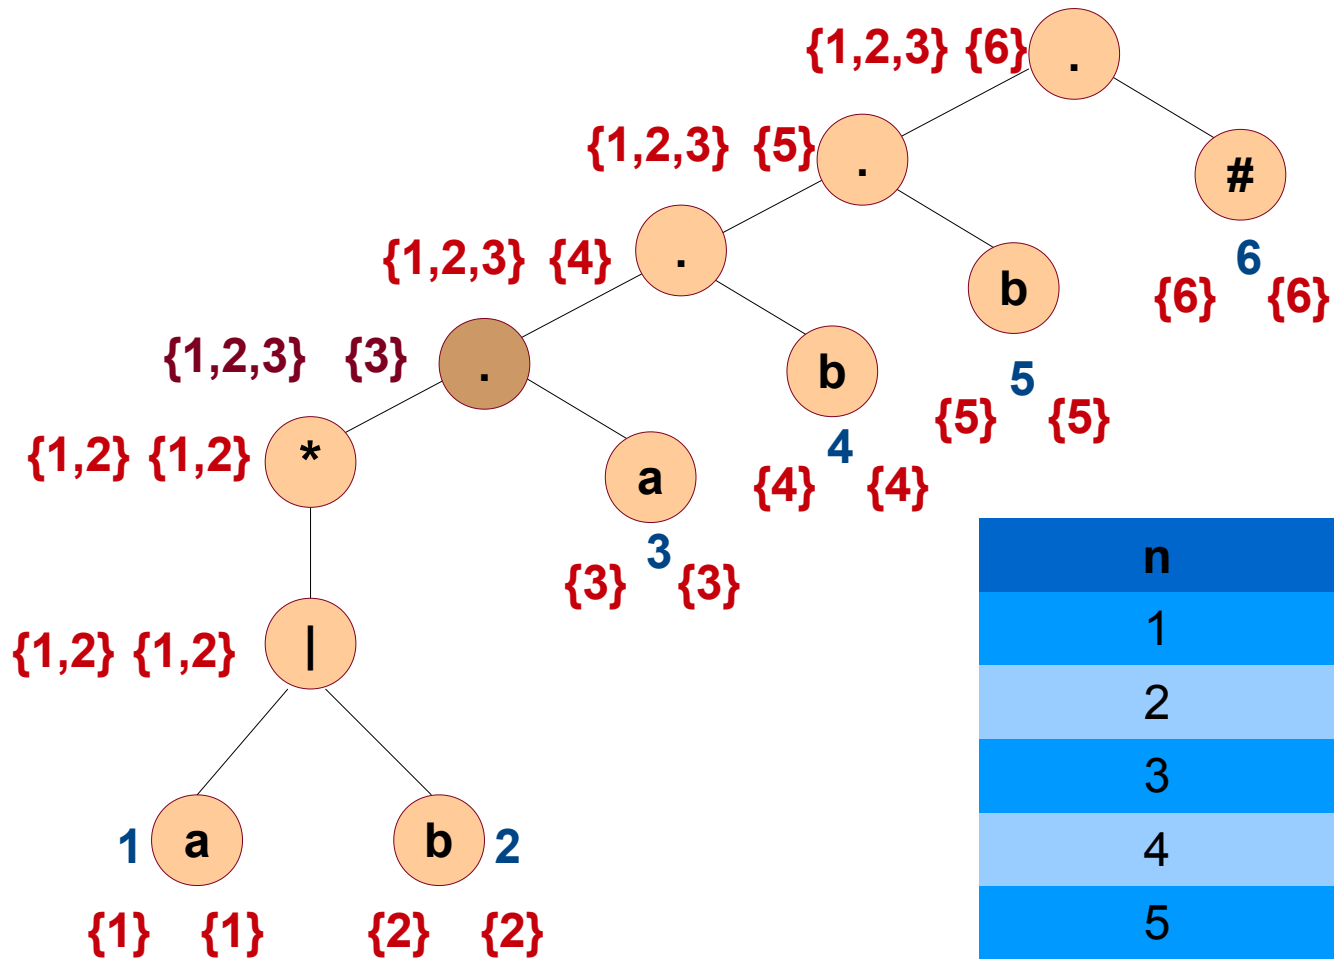 {1,2,3} {6} .
{1,2,3} {5} .
#
6
{6} {6}
{1,2,3} {4} .
b
5
{5} {5}
{1,2,3} {3} .
b
4
{4} {4}
{1,2} {1,2} *
a
3
{3} {3}
{1,2} {1,2} |
1 a
b 2
{1} {1}
{2} {2}
n
1
2
3
4
5